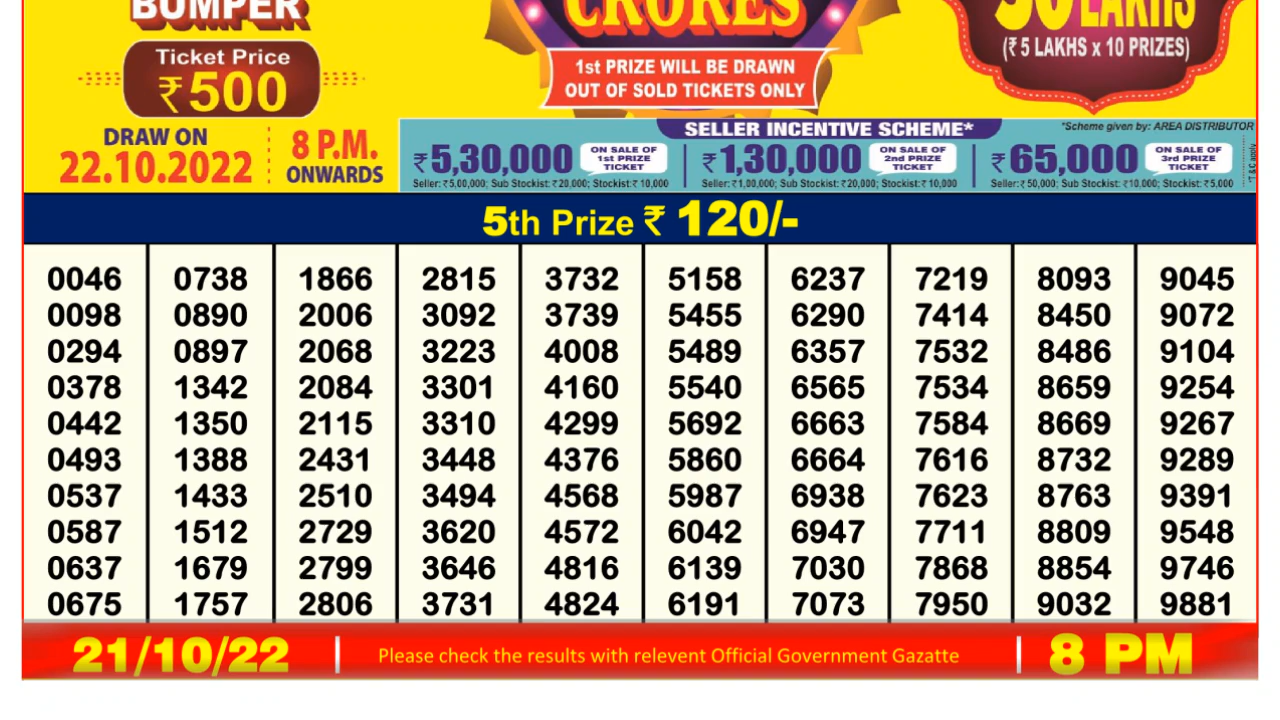 BUMPER
Ticket Price
₹500
DRAW ON
22.10.2022
8 P.M.
ONWARDS
CRORES
1st PRIZE WILL BE DRAWN
OUT OF SOLD TICKETS ONLY
50 LAKHS
(₹ 5 LAKHS x 10 PRIZES)
SELLER INCENTIVE SCHEME*
*Scheme given by: AREA DISTRIBUTOR
₹5,30,000 ON SALE OF 1st PRIZE TICKET
Seller: ₹5,00,000; Sub Stockist: ₹20,000; Stockist: ₹ 10,000
₹1,30,000 ON SALE OF 2nd PRIZE TICKET
Seller: ₹1,00,000; Sub Stockist: ₹20,000; Stockist: ₹ 10,000
₹65,000 ON SALE OF 3rd PRIZE TICKET
Seller: ₹ 50,000; Sub Stockist: ₹10,000; Stockist: ₹5,000
*T & C apply
5th Prize ₹ 120/-
0046 0738 1866 2815 3732 5158 6237 7219 8093 9045
0098 0890 2006 3092 3739 5455 6290 7414 8450 9072
0294 0897 2068 3223 4008 5489 6357 7532 8486 9104
0378 1342 2084 3301 4160 5540 6565 7534 8659 9254
0442 1350 2115 3310 4299 5692 6663 7584 8669 9267
0493 1388 2431 3448 4376 5860 6664 7616 8732 9289
0537 1433 2510 3494 4568 5987 6938 7623 8763 9391
0587 1512 2729 3620 4572 6042 6947 7711 8809 9548
0637 1679 2799 3646 4816 6139 7030 7868 8854 9746
0675 1757 2806 3731 4824 6191 7073 7950 9032 9881
21/10/22 Please check the results with relevent Official Government Gazatte 8 PM